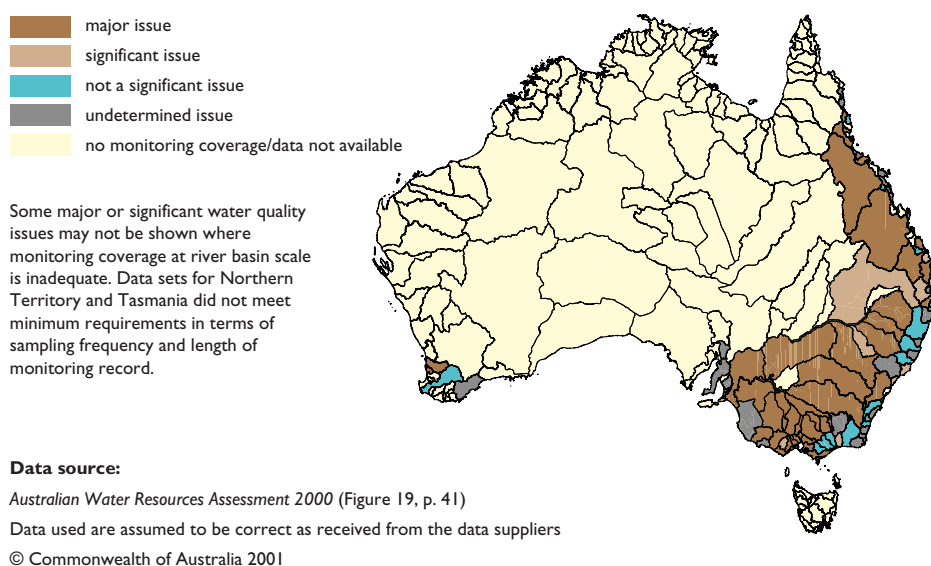 major issue
significant issue
not a significant issue
undetermined issue
no monitoring coverage/data not available
Some major or significant water quality
issues may not be shown where
monitoring coverage at river basin scale
is inadequate. Data sets for Northern
Territory and Tasmania did not meet
minimum requirements in terms of
sampling frequency and length of
monitoring record.
Data source:
Australian Water Resources Assessment 2000 (Figure 19, p. 41)
Data used are assumed to be correct as received from the data suppliers
© Commonwealth of Australia 2001